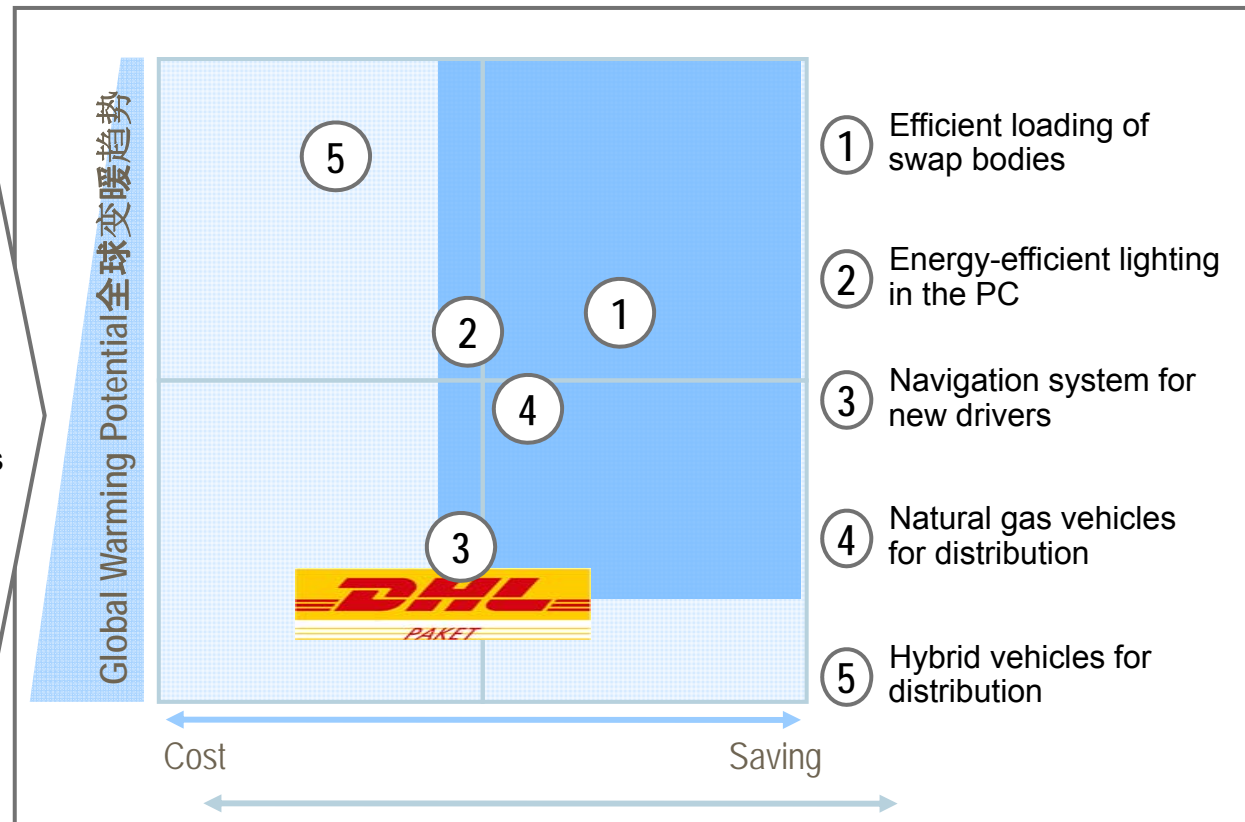 Global Warming Potential全球变暖趋势
5
2
1
4
3
DHL
PAKET
Cost
Saving
1 Efficient loading of
swap bodies
2 Energy-efficient lighting
in the PC
3 Navigation system for
new drivers
4 Natural gas vehicles
for distribution
5 Hybrid vehicles for
distribution
s